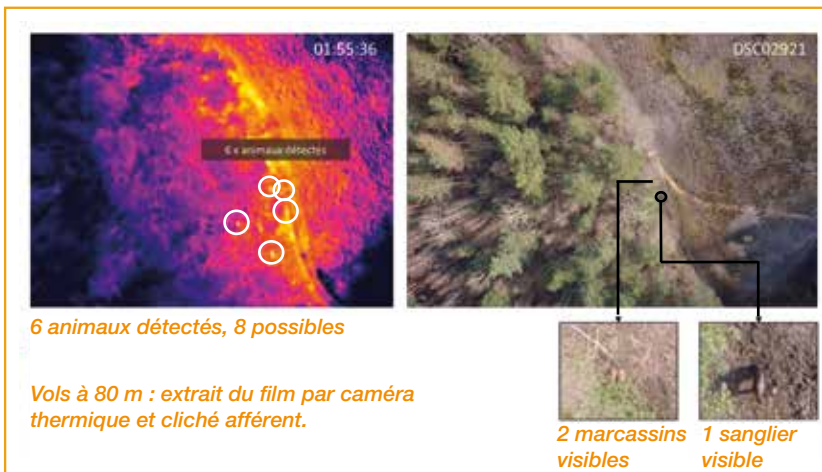 01:55:36
DSC02921
6 x animaux détectés
6 animaux détectés, 8 possibles
Vols à 80 m : extrait du film par caméra
thermique et cliché afférent.
2 marcassins
visibles
1 sanglier
visible